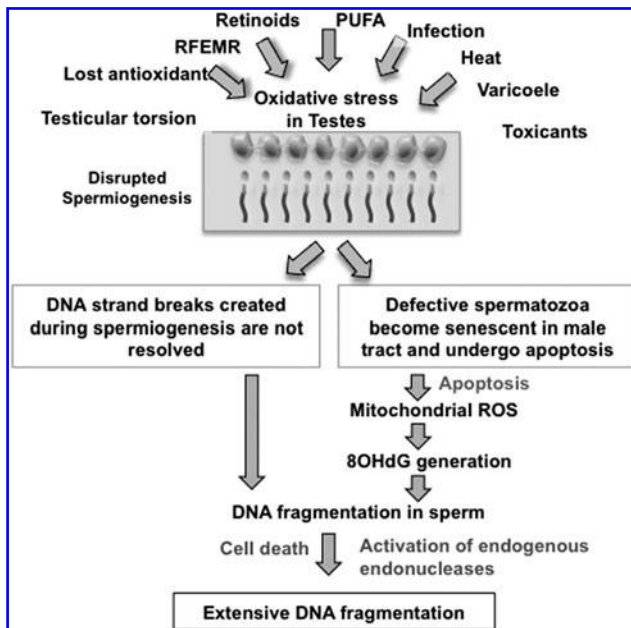 Retinoids
PUFA
Infection
RFEMR
Heat
Lost antioxidant
Varicoele
Oxidative stress
in Testes
Testicular torsion
Toxicants
Disrupted
Spermiogenesis
DNA strand breaks created
during spermiogenesis are not
resolved
Defective spermatozoa
become senescent in male
tract and undergo apoptosis
Apoptosis
Mitochondrial ROS
8OHdG generation
DNA fragmentation in sperm
Cell death
Activation of endogenous
endonucleases
Extensive DNA fragmentation